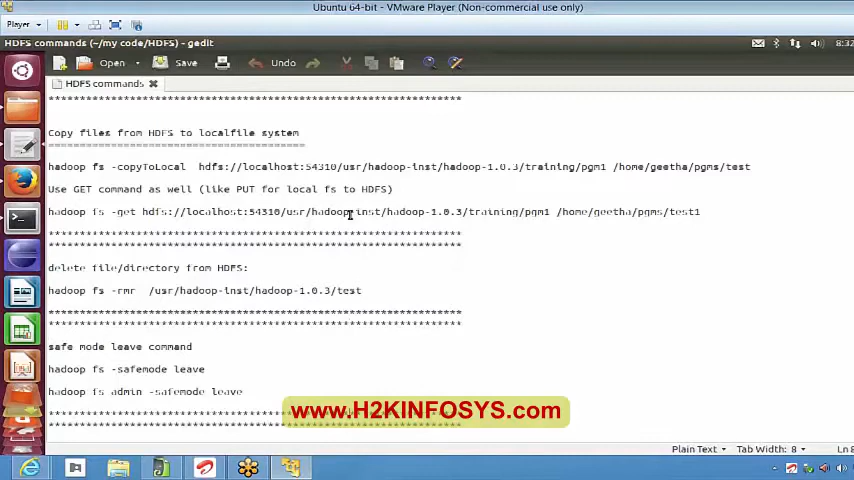 Ubuntu 64-bit - VMware Player (Non-commercial use only)
Player
HDFS commands (~/my code/HDFS) - gedit
8:32
Open
Save
Undo
HDFS commands
******************************************************************
Copy files from HDFS to localfile system
=========================================
hadoop fs -copyToLocal hdfs://localhost:54310/usr/hadoop-inst/hadoop-1.0.3/training/pgm1 /home/geetha/pgms/test
Use GET command as well (like PUT for local fs to HDFS)
hadoop fs -get hdfs://localhost:54310/usr/hadoop-inst/hadoop-1.0.3/training/pgm1 /home/geetha/pgms/test1
******************************************************************
******************************************************************
delete file/directory from HDFS:
hadoop fs -rmr /usr/hadoop-inst/hadoop-1.0.3/test
******************************************************************
******************************************************************
safe mode leave command
hadoop fs -safemode leave
hadoop fs admin -safemode leave
www.H2KINFOSYS.com
******************************************************************
******************************************************************
Plain Text
Tab Width: 8
Ln 8